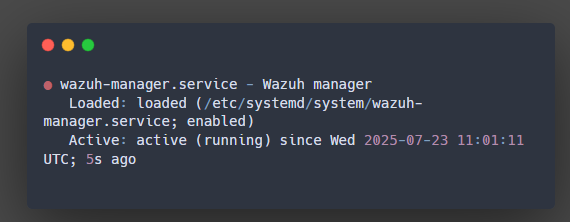 ● wazuh-manager.service - Wazuh manager
   Loaded: loaded (/etc/systemd/system/wazuh-
manager.service; enabled)
   Active: active (running) since Wed 2025-07-23 11:01:11
UTC; 5s ago